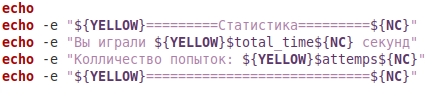 echo
echo -e "${YELLOW}=========Статистика=========${NC}"
echo -e "Вы играли ${YELLOW}$total_time${NC} секунд"
echo -e "Колличество попыток: ${YELLOW}$attemps${NC}"
echo -e "${YELLOW}============================${NC}"